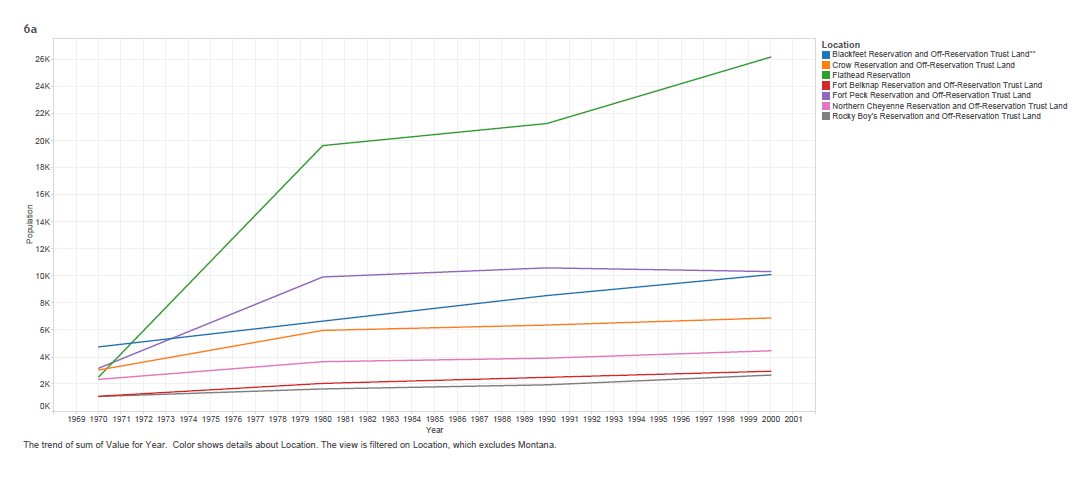 6a
Location
Blackfeet Reservation and Off-Reservation Trust Land**
Crow Reservation and Off-Reservation Trust Land
Flathead Reservation
Fort Belknap Reservation and Off-Reservation Trust Land
Fort Peck Reservation and Off-Reservation Trust Land
Northern Cheyenne Reservation and Off-Reservation Trust Land
Rocky Boy's Reservation and Off-Reservation Trust Land
26K
24K
22K
20K
18K
16K
14K
12K
10K
8K
6K
4K
2K
0K
Population
1969 1970 1971 1972 1973 1974 1975 1976 1977 1978 1979 1980 1981 1982 1983 1984 1985 1986 1987 1988 1989 1990 1991 1992 1993 1994 1995 1996 1997 1998 1999 2000 2001
Year
The trend of sum of Value for Year. Color shows details about Location. The view is filtered on Location, which excludes Montana.